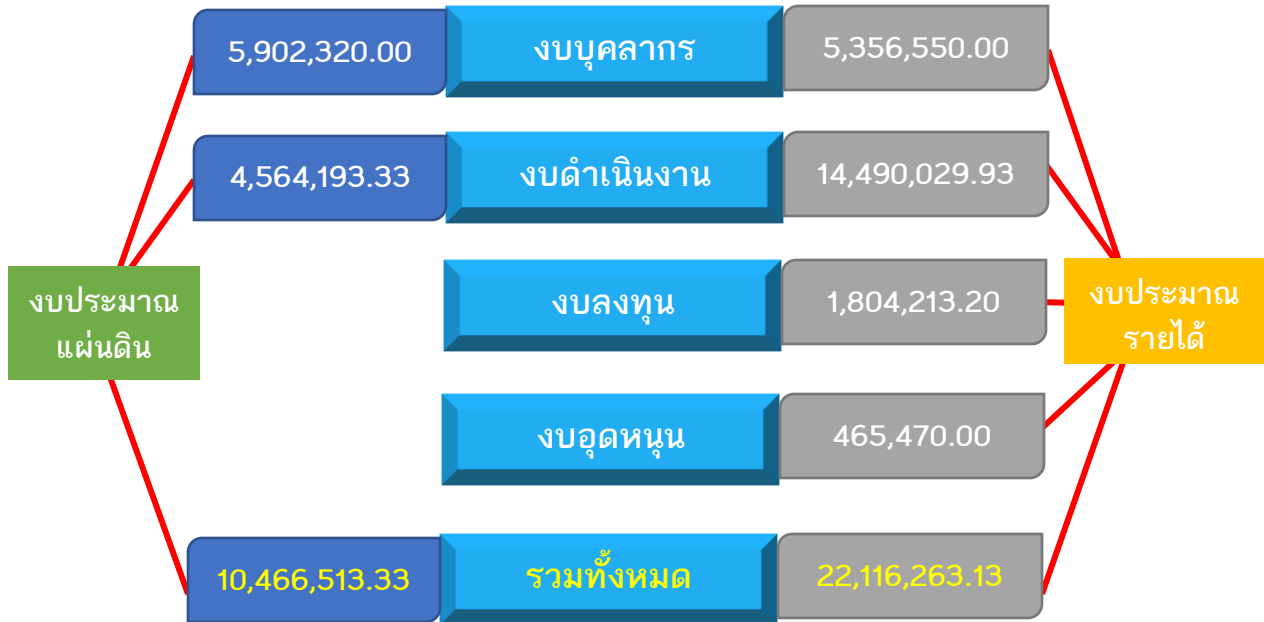 5,902,320.00 งบบุคลากร 5,356,550.00
4,564,193.33 งบดำเนินงาน 14,490,029.93
งบประมาณ
แผ่นดิน
งบลงทุน 1,804,213.20
งบประมาณ
รายได้
งบอุดหนุน 465,470.00
10,466,513.33 รวมทั้งหมด 22,116,263.13